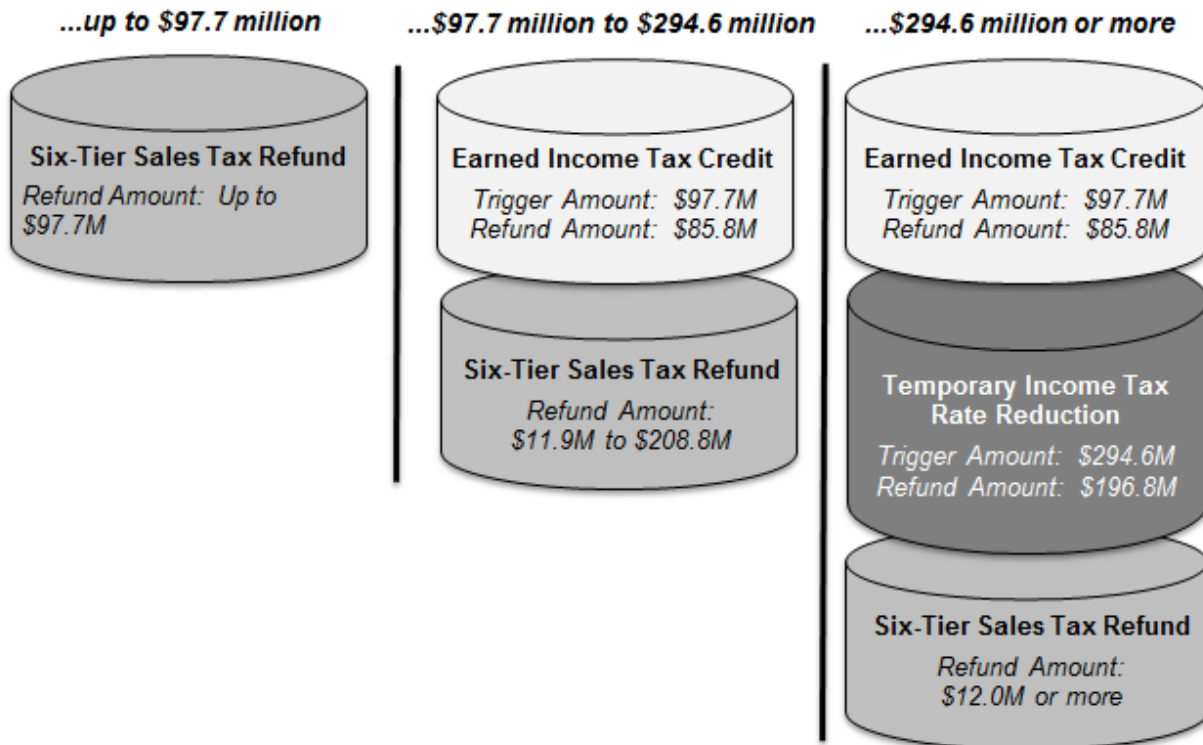 ...up to $97.7 million
...$97.7 million to $294.6 million
...$294.6 million or more
Six-Tier Sales Tax Refund
Refund Amount: Up to
$97.7M
Earned Income Tax Credit
Trigger Amount: $97.7M
Refund Amount: $85.8M
Six-Tier Sales Tax Refund
Refund Amount:
$11.9M to $208.8M
Earned Income Tax Credit
Trigger Amount: $97.7M
Refund Amount: $85.8M
Temporary Income Tax
Rate Reduction
Trigger Amount: $294.6M
Refund Amount: $196.8M
Six-Tier Sales Tax Refund
Refund Amount:
$12.0M or more